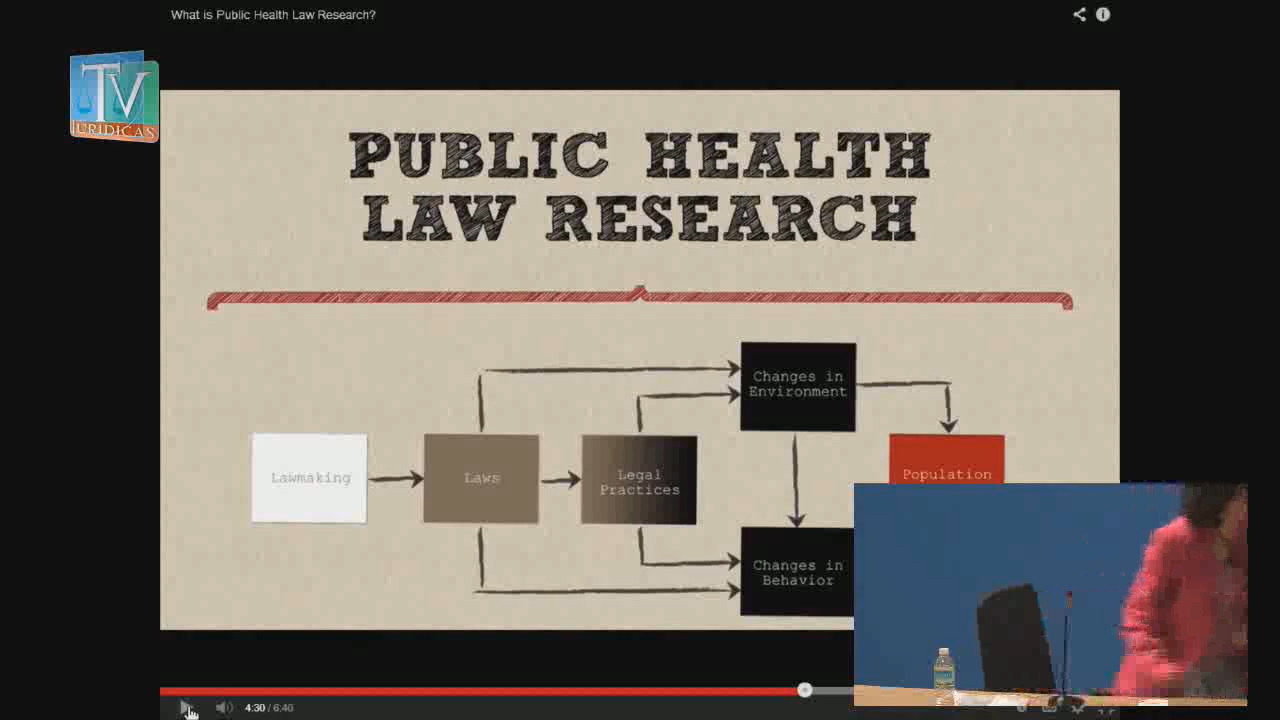 What is Public Health Law Research?
TV
JURIDICAS
PUBLIC HEALTH
LAW RESEARCH
Changes in
Environment
Lawmaking
Laws
Legal
Practices
Population
Changes in
Behavior
4:30 / 6:40